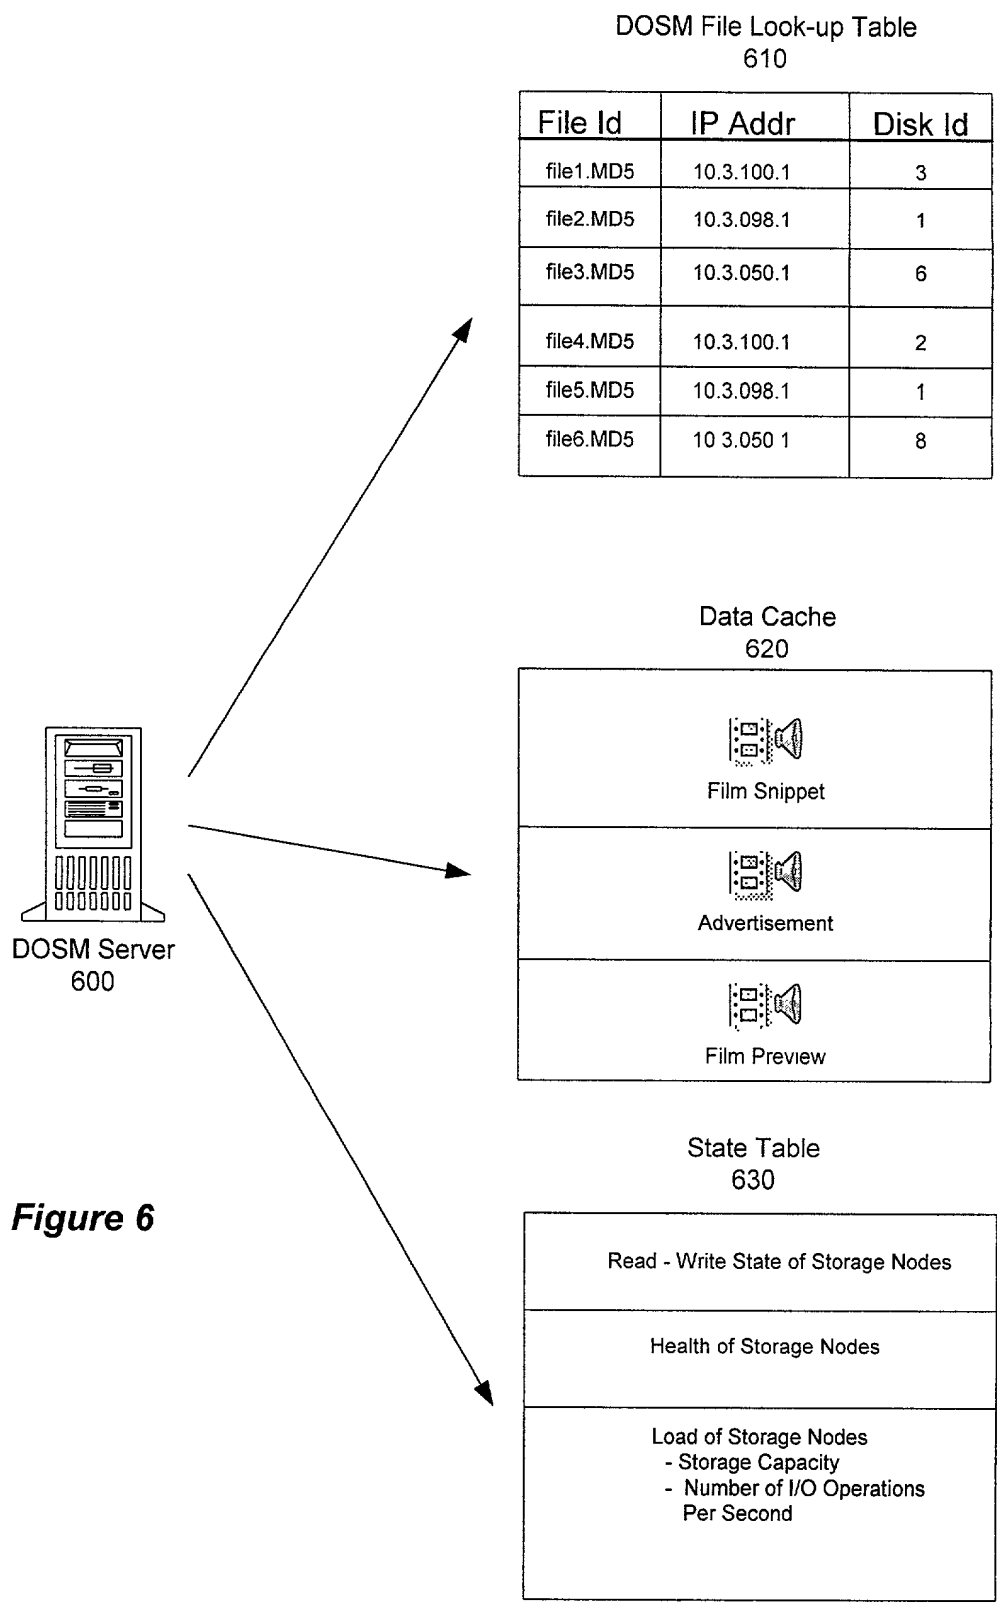 DOSM File Look-up Table
610
File Id IP Addr Disk Id
file1.MD5 10.3.100.1 3
file2.MD5 10.3.098.1 1
file3.MD5 10.3.050.1 6
file4.MD5 10.3.100.1 2
file5.MD5 10.3.098.1 1
file6.MD5 10 3.050 1 8
Data Cache
620
Film Snippet
Advertisement
Film Preview
DOSM Server
600
State Table
630
Read - Write State of Storage Nodes
Health of Storage Nodes
Load of Storage Nodes
- Storage Capacity
- Number of I/O Operations
Per Second
Figure 6